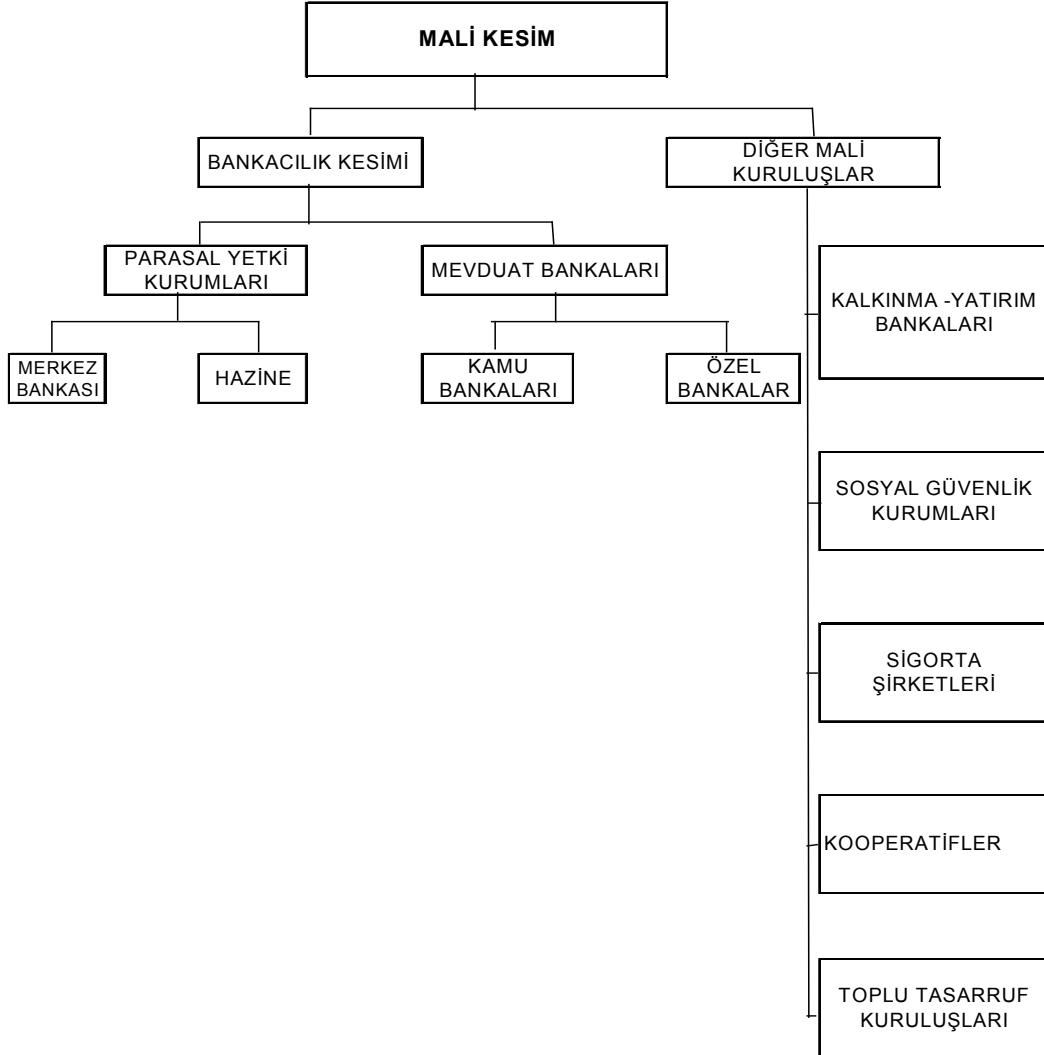 MALİ KESİM
BANKACILIK KESİMİ
DİĞER MALİ
KURULUŞLAR
PARASAL YETKİ
KURUMLARI
MEVDUAT BANKALARI
MERKEZ
BANKASI
HAZİNE
KAMU
BANKALARI
ÖZEL
BANKALAR
KALKINMA -YATIRIM
BANKALARI
SOSYAL GÜVENLİK
KURUMLARI
SİGORTA
ŞİRKETLERİ
KOOPERATİFLER
TOPLU TASARRUF
KURULUŞLARI